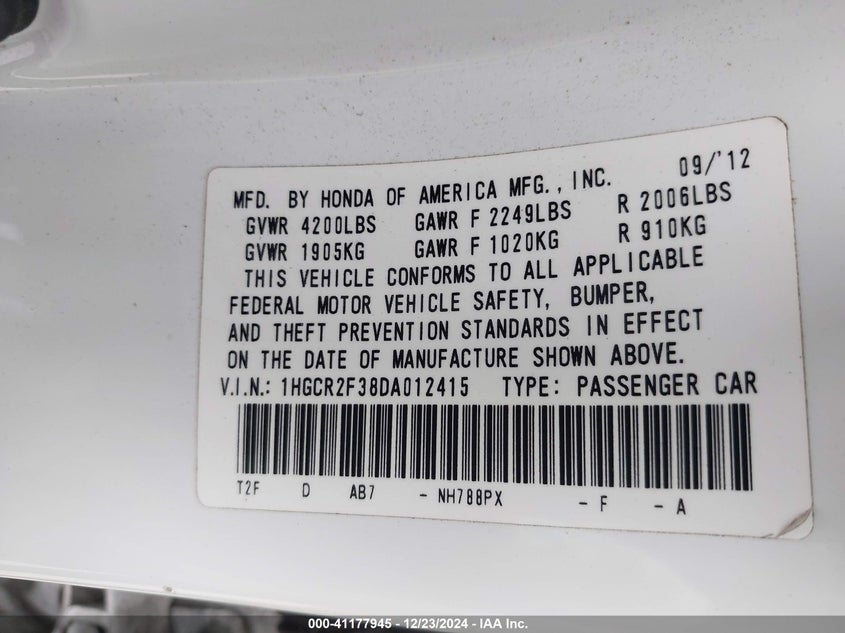 MFD. BY HONDA OF AMERICA MFG., INC. 09/'12
GVWR 4200LBS GAWR F 2249LBS R 2006LBS
GVWR 1905KG GAWR F 1020KG R 910KG
THIS VEHICLE CONFORMS TO ALL APPLICABLE
FEDERAL MOTOR VEHICLE SAFETY, BUMPER,
AND THEFT PREVENTION STANDARDS IN EFFECT
ON THE DATE OF MANUFACTURE SHOWN ABOVE.
V.I.N.: 1HGCR2F38DA012415 TYPE: PASSENGER CAR
T2F D AB7 - NH788PX - F - A
000-41177945 - 12/23/2024 - IAA Inc.